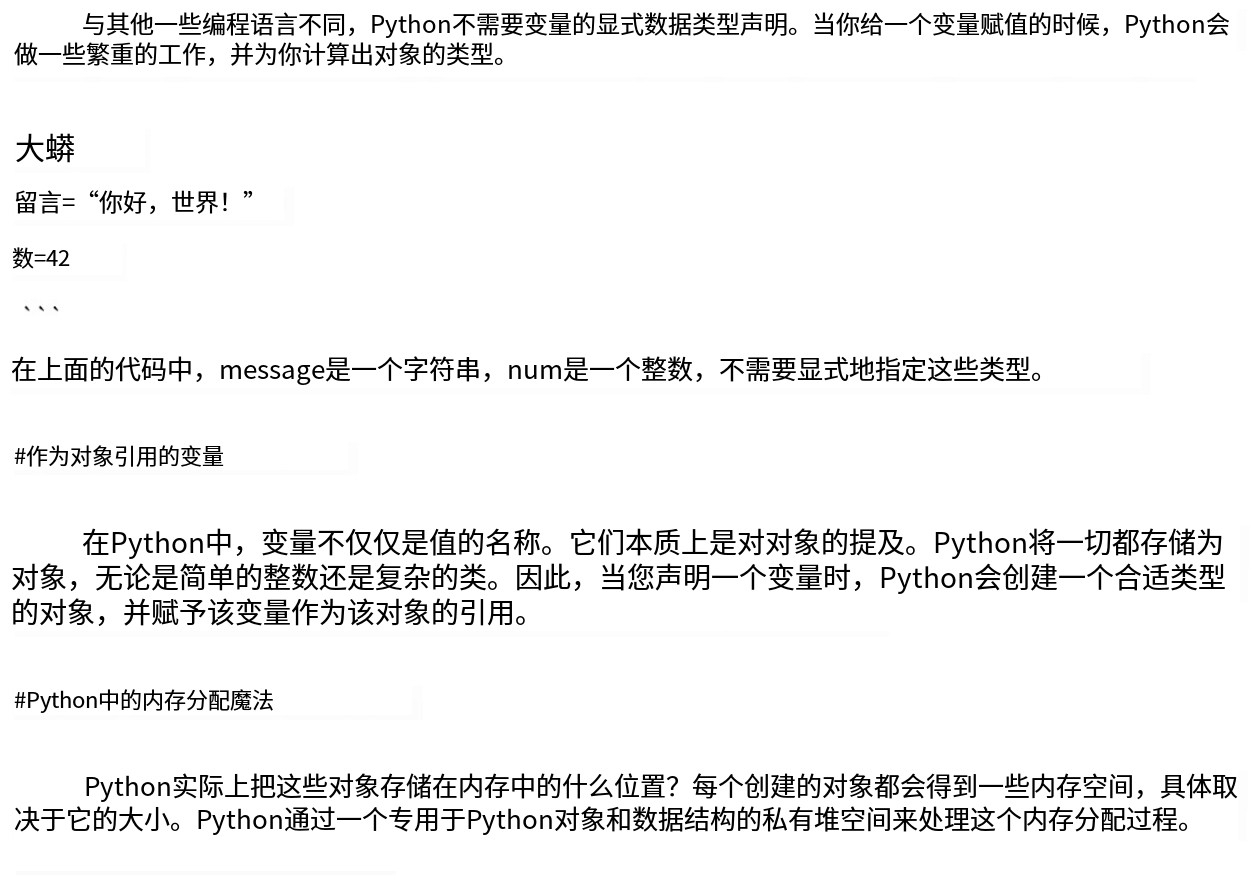 与其他一些编程语言不同，Python不需要变量的显式数据类型声明。当你给一个变量赋值的时候，Python会
做一些繁重的工作，并为你计算出对象的类型。
大蟒
留言=“你好，世界！”
数=42
```
在上面的代码中，message是一个字符串，num是一个整数，不需要显式地指定这些类型。
#作为对象引用的变量
在Python中，变量不仅仅是值的名称。它们本质上是对对象的提及。Python将一切都存储为
对象，无论是简单的整数还是复杂的类。因此，当您声明一个变量时，Python会创建一个合适类型
的对象，并赋予该变量作为该对象的引用。
#Python中的内存分配魔法
Python实际上把这些对象存储在内存中的什么位置？每个创建的对象都会得到一些内存空间，具体取
决于它的大小。Python通过一个专用于Python对象和数据结构的私有堆空间来处理这个内存分配过程。